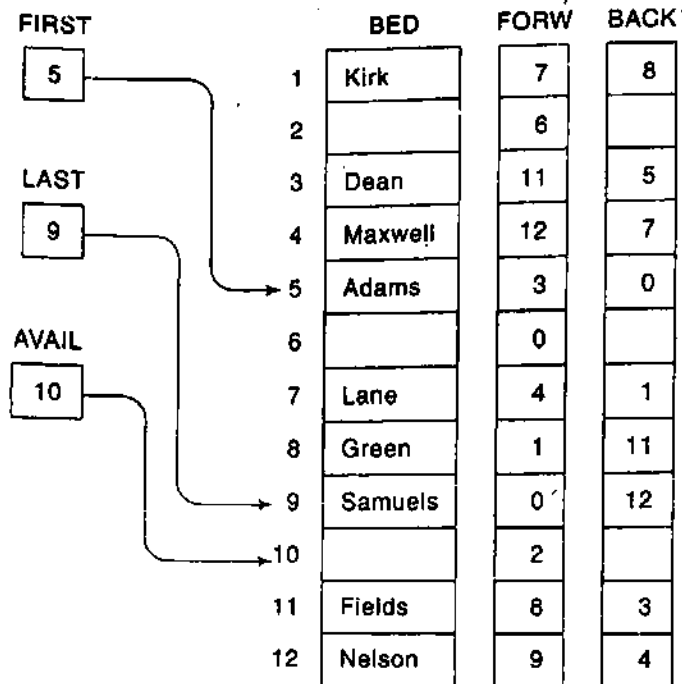 FIRST BED FORW BACK
5 1 Kirk 7 8
2 6
LAST 3 Dean 11 5
9 4 Maxwell 12 7
5 Adams 3 0
AVAIL 6 0
10 7 Lane 4 1
8 Green 1 11
9 Samuels 0 12
10 2
11 Fields 8 3
12 Nelson 9 4